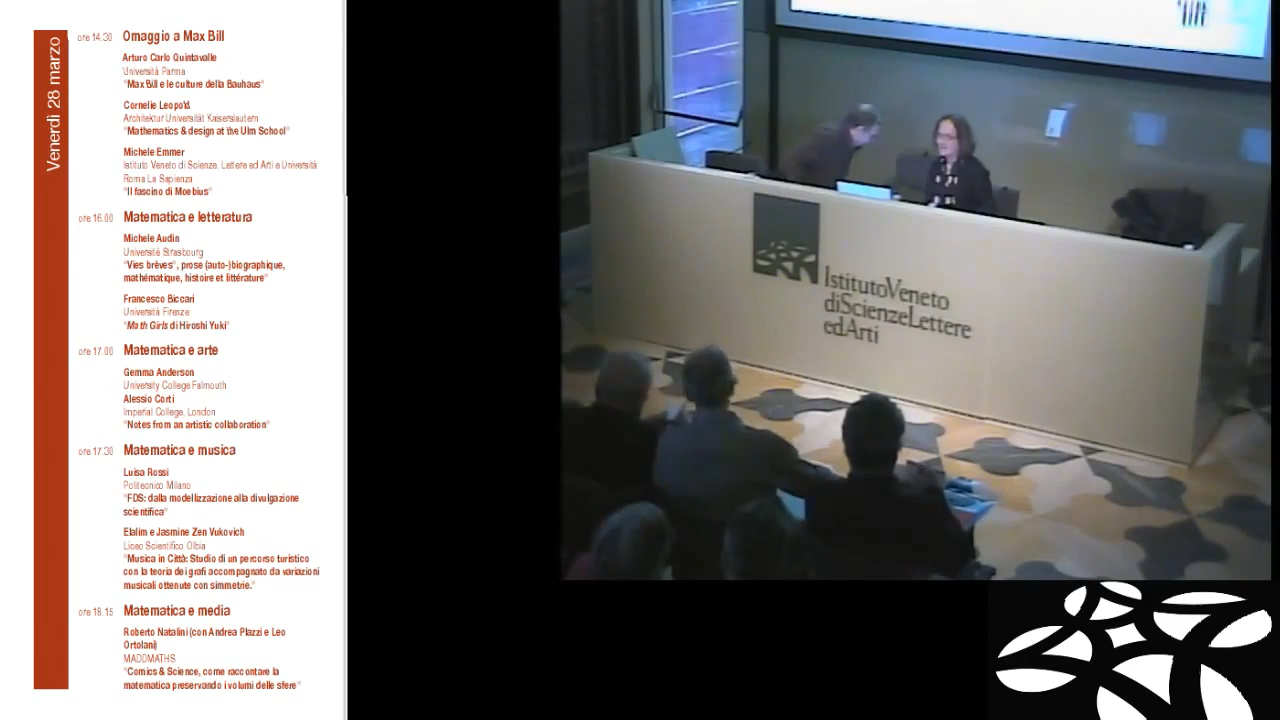 Venerdì 28 marzo
ore 14.30 Omaggio a Max Bill
Arturo Carlo Quintavalle
Università Parma
"Max Bill e le culture della Bauhaus"
Cornelie Leopold
Architektur Universität Kaiserslautern
"Mathematics & design at the Ulm School"
Michele Emmer
Istituto Veneto di Scienze, Lettere ed Arti e Università
Roma La Sapienza
"Il fascino di Moebius"
ore 16.00 Matematica e letteratura
Michele Audin
Université Strasbourg
"Vies brèves", prose (auto-)biographique,
mathématique, histoire et littérature"
Francesco Biccari
Università Firenze
"Math Girls di Hiroshi Yuki"
ore 17.00 Matematica e arte
Gemma Anderson
University College Falmouth
Alessio Corti
Imperial College, London
"Notes from an artistic collaboration"
ore 17.30 Matematica e musica
Luisa Rossi
Politecnico Milano
"FDS: dalla modellizzazione alla divulgazione
scientifica"
Elalim e Jasmine Zen Vukovich
Liceo Scientifico Olbia
"Musica in Città: Studio di un percorso turistico
con la teoria dei grafi accompagnato da variazioni
musicali ottenute con simmetrie."
ore 18.15 Matematica e media
Roberto Natalini (con Andrea Plazzi e Leo
Ortolani)
MADDMATHS
"Comics & Science, come raccontare la
matematica preservando i volumi delle sfere"
IstitutoVeneto
diScienzeLettere
edArti